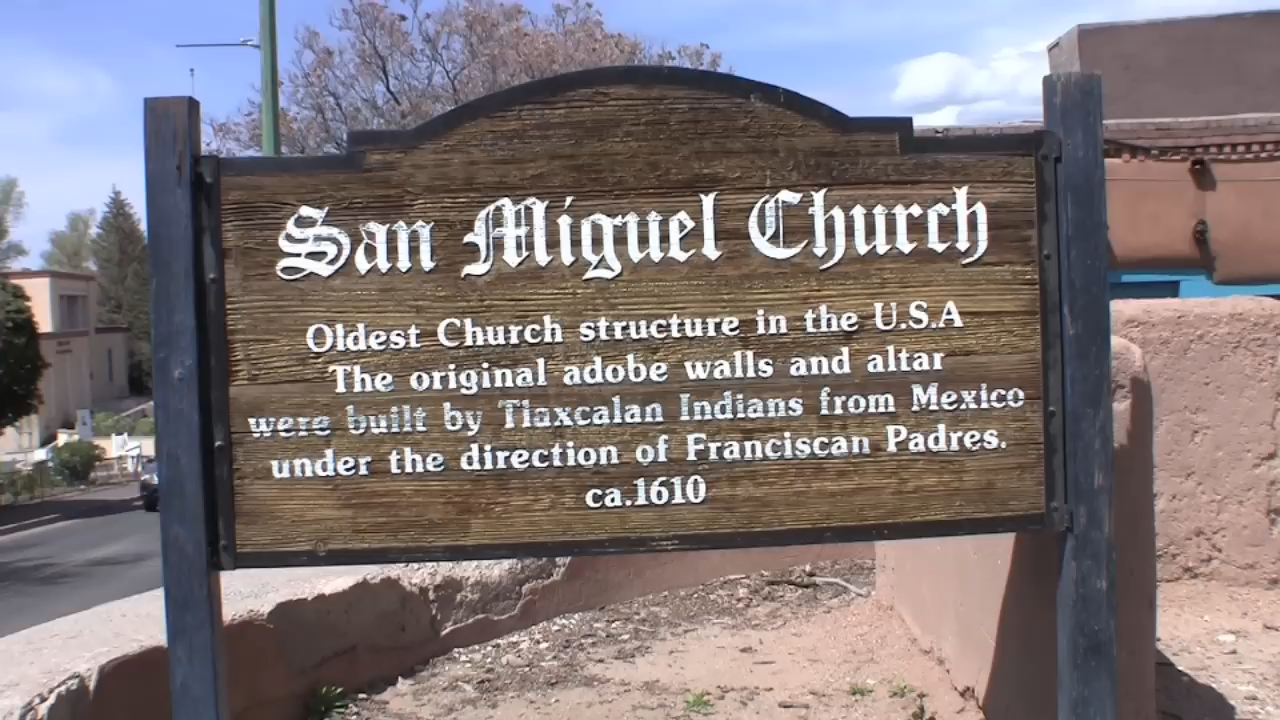 San Miguel Church
Oldest Church structure in the U.S.A
The original adobe walls and altar
were built by Tlaxcalan Indians from Mexico
under the direction of Franciscan Padres.
ca.1610